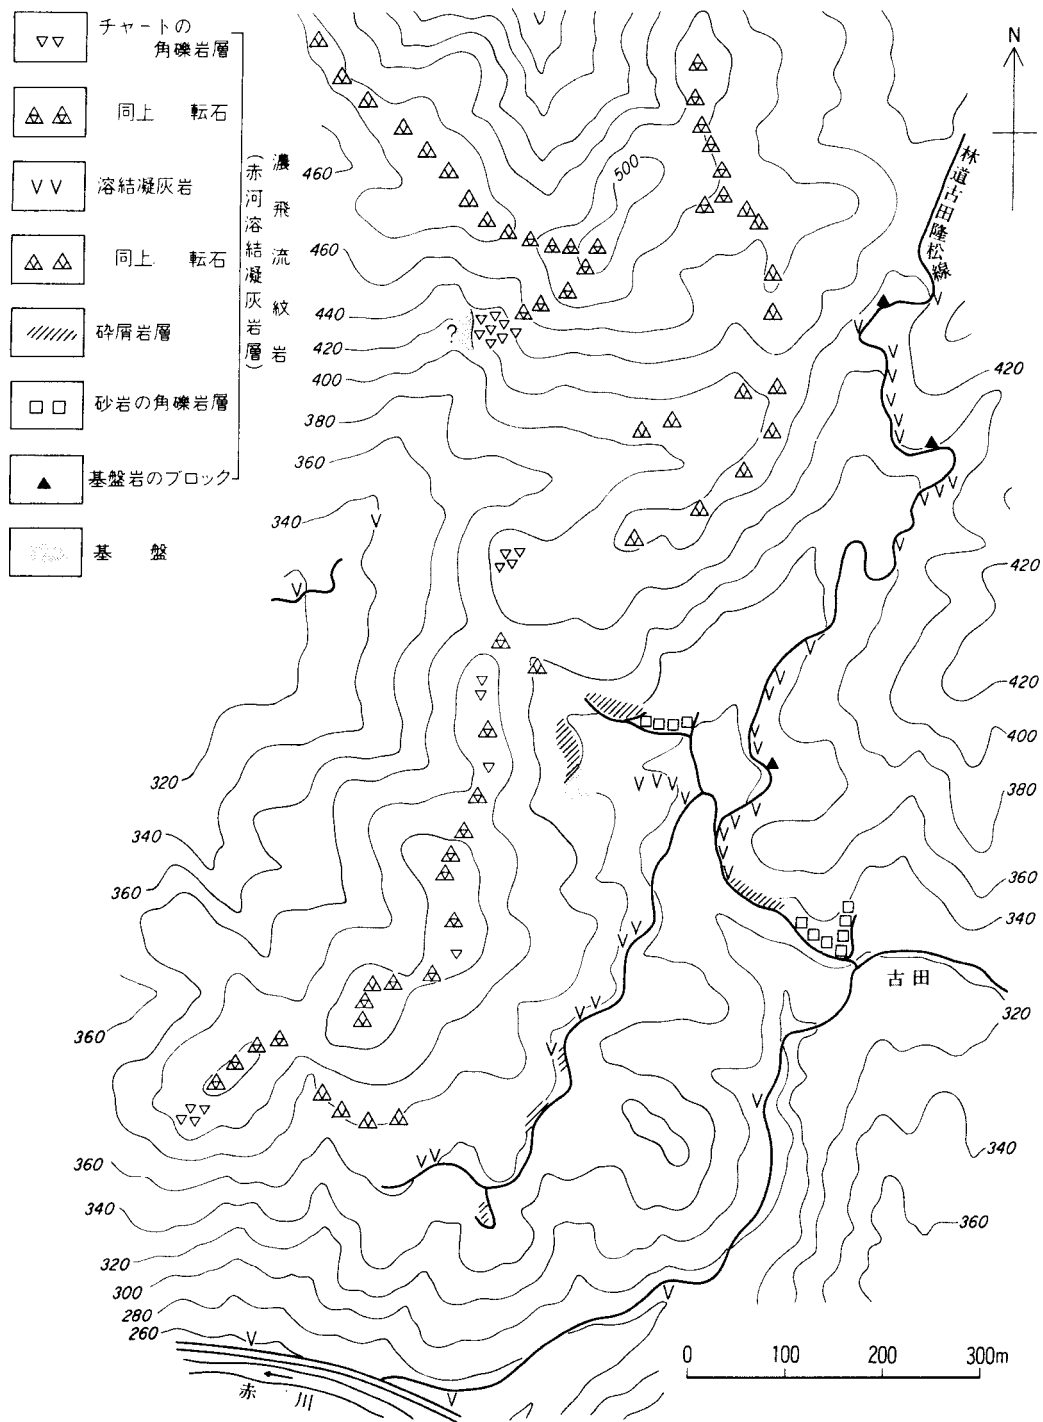 チャートの
角礫岩層
同上 転石
溶結凝灰岩
同上 転石
砕屑岩層
砂岩の角礫岩層
基盤岩のブロック
基 盤
濃飛流紋岩
(赤河溶結凝灰岩層)
N
林道古田隆松線
460
500
460
440
420
?
400
380
360
340
320
340
360
360
360
340
320
300
280
260
420
420
420
400
380
360
340
320
340
360
古田
赤 川
0 100 200 300m